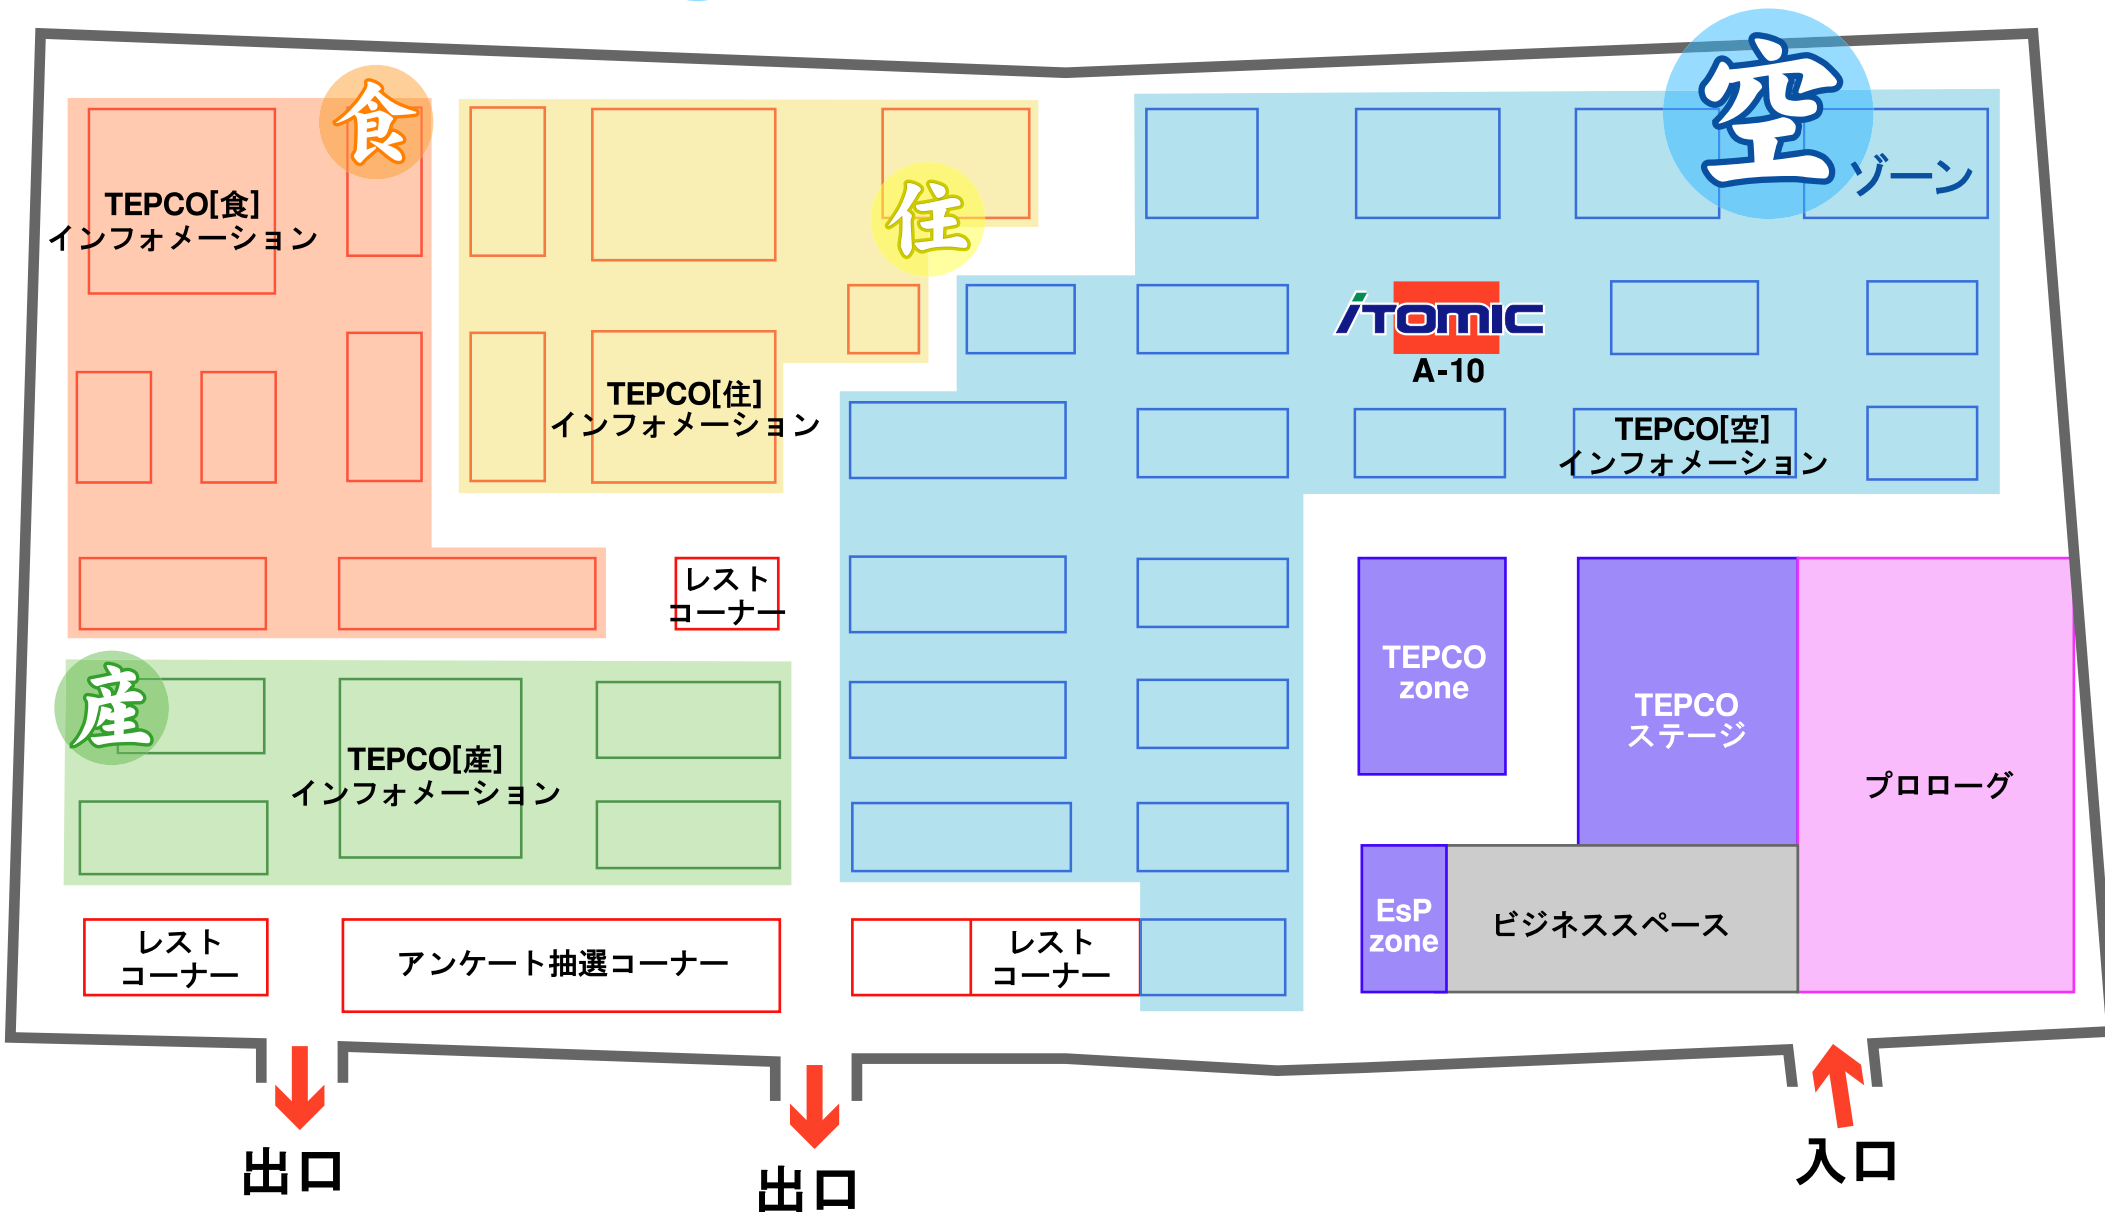 食
住
空
ゾーン
TEPCO[食]
インフォメーション
iTOMIC
A-10
TEPCO[住]
インフォメーション
TEPCO[空]
インフォメーション
レスト
コーナー
TEPCO
zone
TEPCO
ステージ
プロローグ
産
TEPCO[産]
インフォメーション
EsP
zone
ビジネススペース
レスト
コーナー
アンケート抽選コーナー
レスト
コーナー
出口
出口
入口